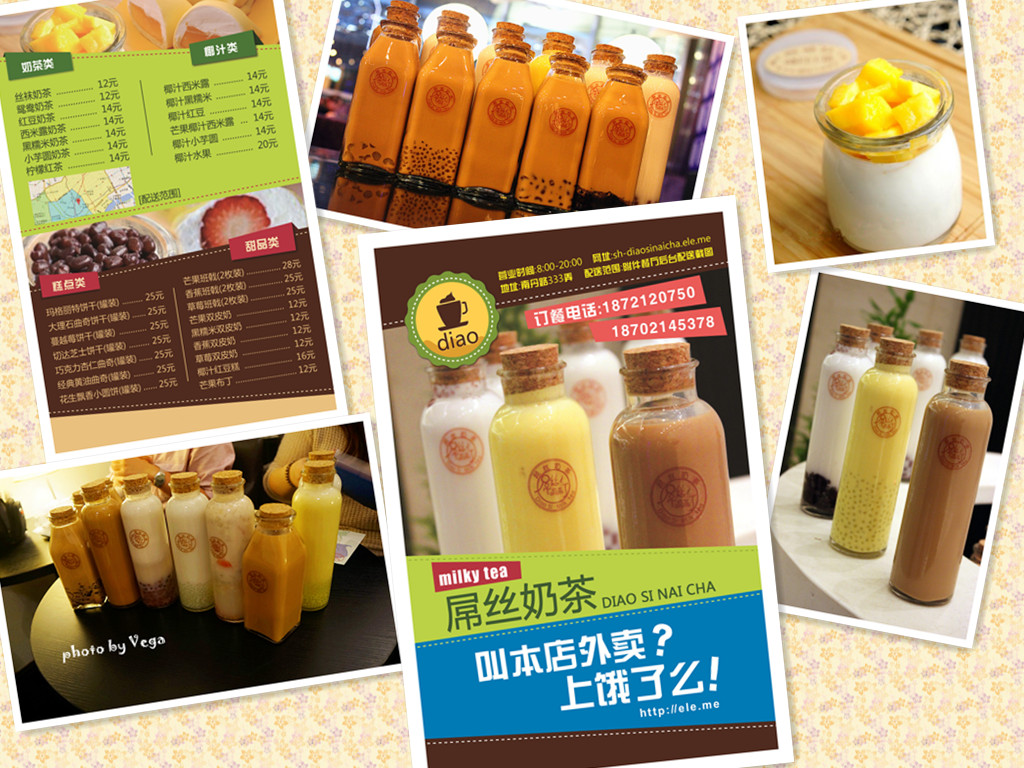 奶茶类
丝袜奶茶 12元
鸳鸯奶茶 12元
红豆奶茶 14元
西米露奶茶 14元
黑糯米奶茶 14元
小芋圆奶茶 14元
柠檬红茶 14元
椰汁类
椰汁西米露 14元
椰汁黑糯米 14元
椰汁红豆 14元
芒果椰汁西米露 14元
椰汁小芋圆 14元
椰汁水果 20元
[配送范围]
糕点类
玛格丽特饼干(罐装) 25元
大理石曲奇饼干(罐装) 25元
蔓越莓饼干(罐装) 25元
切达芝士饼干(罐装) 25元
巧克力杏仁曲奇(罐装) 25元
经典黄油曲奇(罐装) 25元
花生飘香小圆饼(罐装) 25元
甜品类
芒果班戟(2枚装) 28元
香蕉班戟(2枚装) 25元
草莓班戟(2枚装) 25元
芒果双皮奶 12元
黑糯米双皮奶 12元
香蕉双皮奶 12元
草莓双皮奶 12元
椰汁红豆糕 16元
芒果布丁 12元
营业时间:8:00-20:00 网址:sh-diaosinaicha.ele.me
地址:南丹路333弄 配送范围:附件餐厅后台配送截图
订餐电话:1872120750
18702145378
diao
milky tea
屌丝奶茶 DIAO SI NAI CHA
叫本店外卖?
上饿了么!
http://ele.me
photo by Vega